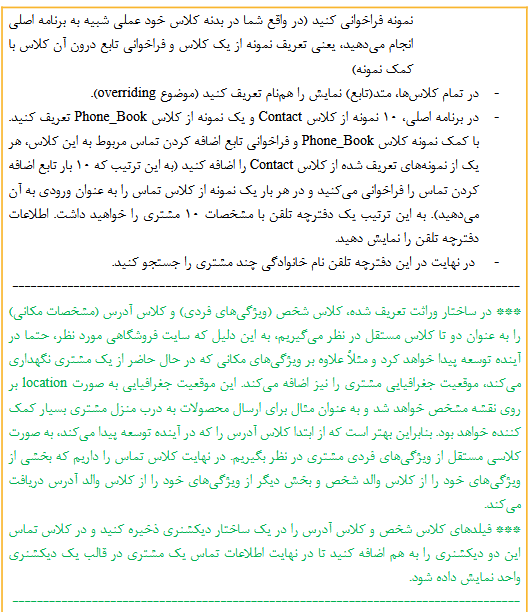 نمونه فراخوانی کنید (در واقع شما در بدنه کلاس خود عملی شبیه به برنامه اصلی
انجام می‌دهید، یعنی تعریف نمونه از یک کلاس و فراخوانی تابع درون آن کلاس با
کمک نمونه)
- در تمام کلاس‌ها، متد(تابع) نمایش را هم‌نام تعریف کنید (موضوع overriding).
- در برنامه اصلی، ۱۰ نمونه از کلاس Contact و یک نمونه از کلاس Phone_Book تعریف کنید.
با کمک نمونه کلاس Phone_Book و فراخوانی تابع اضافه کردن تماس مربوط به این کلاس، هر
یک از نمونه‌های تعریف شده از کلاس Contact را اضافه کنید (به این ترتیب که ۱۰ بار تابع اضافه
کردن تماس را فراخوانی می‌کنید و در هر بار یک نمونه از کلاس تماس را به عنوان ورودی به آن
می‌دهید). به این ترتیب یک دفترچه تلفن با مشخصات ۱۰ مشتری را خواهید داشت. اطلاعات
دفترچه تلفن را نمایش دهید.
- در نهایت در این دفترچه تلفن نام خانوادگی چند مشتری را جستجو کنید.
--------------------------------------------------------------------------------
*** در ساختار وراثت تعریف شده، کلاس شخص (ویژگی‌های فردی) و کلاس آدرس (مشخصات مکانی)
را به عنوان دو تا کلاس مستقل در نظر می‌گیریم، به این دلیل که سایت فروشگاهی مورد نظر، حتما در
آینده توسعه پیدا خواهد کرد و مثلاً علاوه بر ویژگی‌های مکانی که در حال حاضر از یک مشتری نگهداری
می‌کند، موقعیت جغرافیایی مشتری را نیز اضافه می‌کند. این موقعیت جغرافیایی به صورت location بر
روی نقشه مشخص خواهد شد و به عنوان مثال برای ارسال محصولات به درب منزل مشتری بسیار کمک
کننده خواهد بود. بنابراین بهتر است که از ابتدا کلاس آدرس را که در آینده توسعه پیدا می‌کند، به صورت
کلاسی مستقل از ویژگی‌های فردی مشتری در نظر بگیریم. در نهایت کلاس تماس را داریم که بخشی از
ویژگی‌های خود را از کلاس والد شخص و بخش دیگر از ویژگی‌های خود را از کلاس والد آدرس دریافت
می‌کند.
*** فیلدهای کلاس شخص و کلاس آدرس را در یک ساختار دیکشنری ذخیره کنید و در کلاس تماس
این دو دیکشنری را به هم اضافه کنید تا در نهایت اطلاعات تماس یک مشتری در قالب یک دیکشنری
واحد نمایش داده شود.
--------------------------------------------------------------------------------